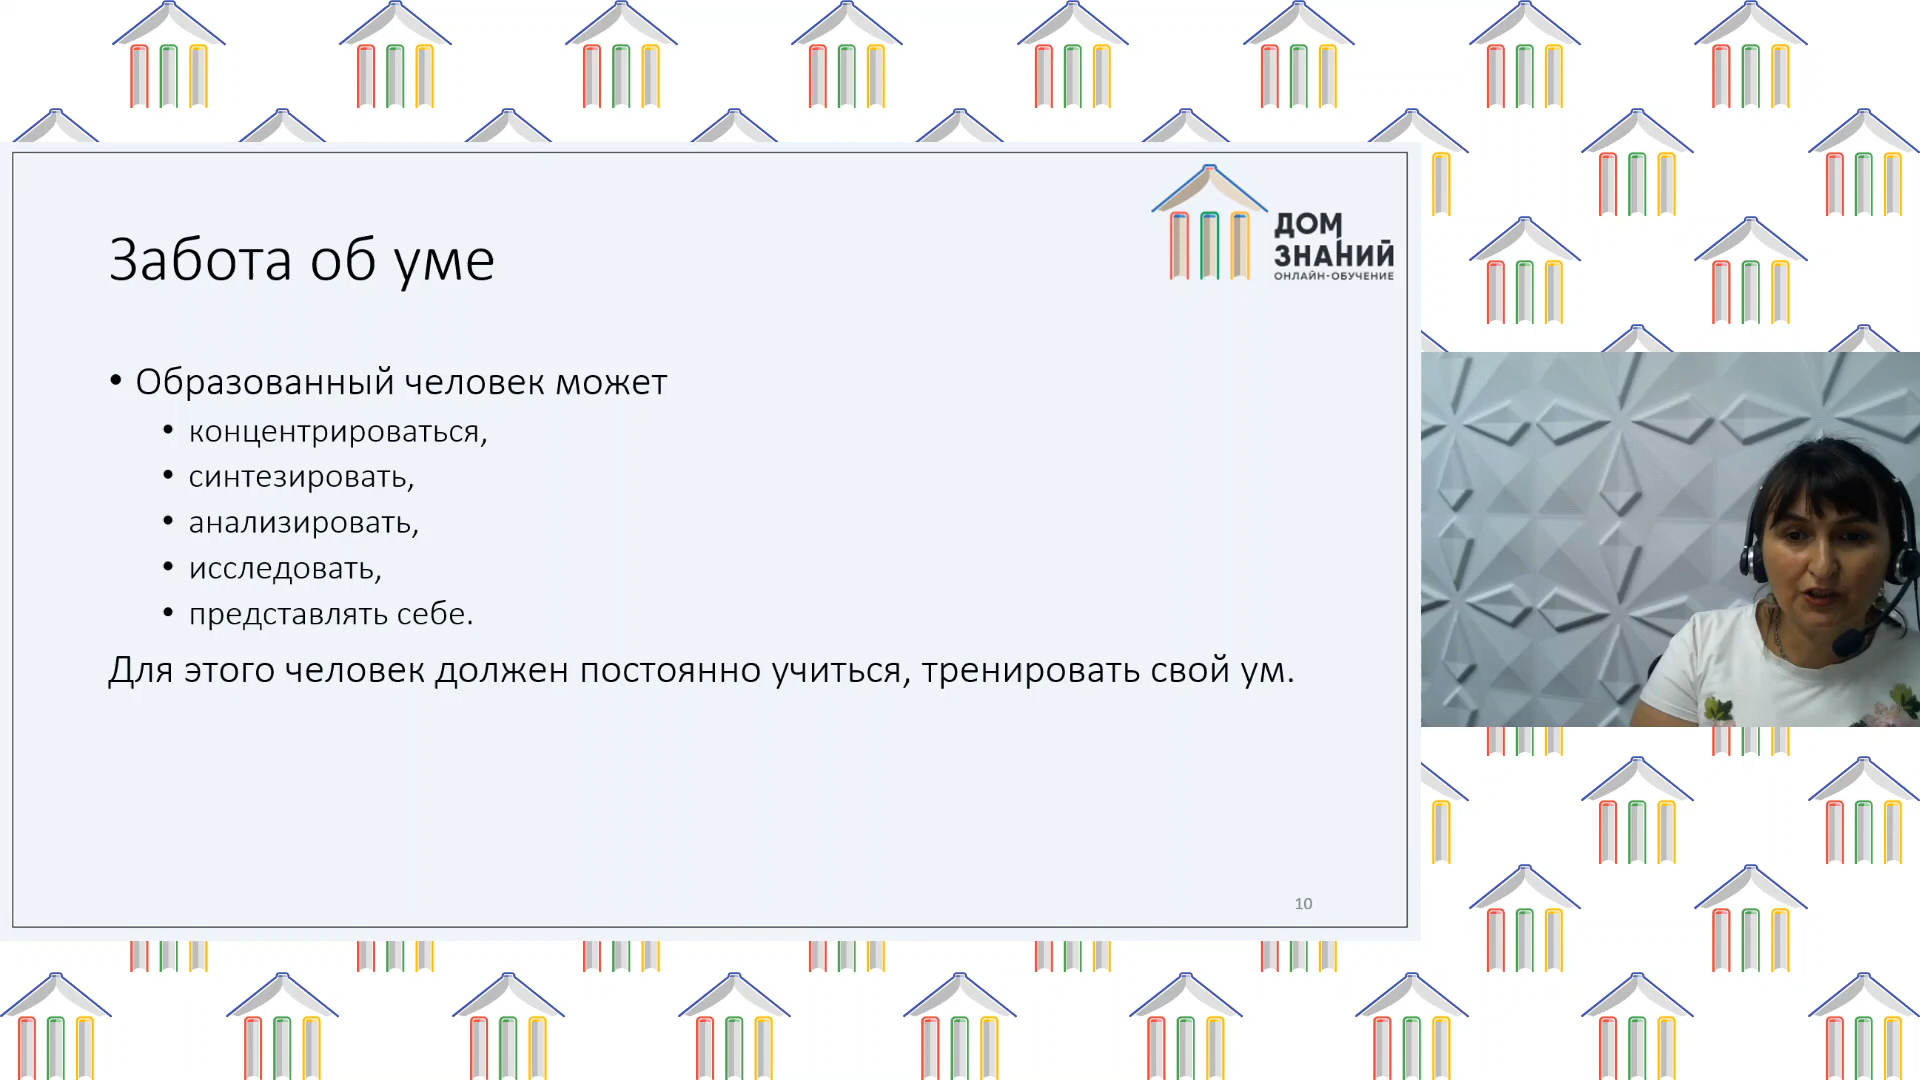 ДОМ
ЗНАНИЙ
ОНЛАЙН-ОБУЧЕНИЕ
Забота об уме
• Образованный человек может
• концентрироваться,
• синтезировать,
• анализировать,
• исследовать,
• представлять себе.
Для этого человек должен постоянно учиться, тренировать свой ум.
10